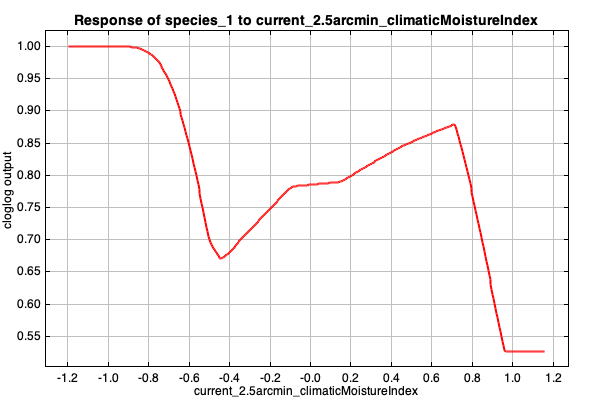 Response of species_1 to current_2.5arcmin_climaticMoistureIndex
1.00
0.95
0.90
0.85
0.80
0.75
0.70
0.65
0.60
0.55
cloglog output
-1.2 -1.0 -0.8 -0.6 -0.4 -0.2 -0.0 0.2 0.4 0.6 0.8 1.0 1.2
current_2.5arcmin_climaticMoistureIndex